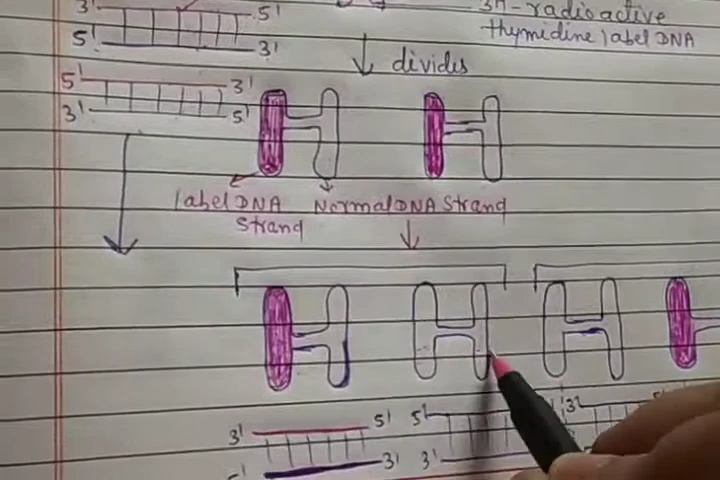 3' 5' 3H-radioactive
5' 3' thymidine label DNA
divides
5' 3'
3' 5'
label DNA Normal DNA Strand
Strand
3' 5' 5' 3'
3' 3'